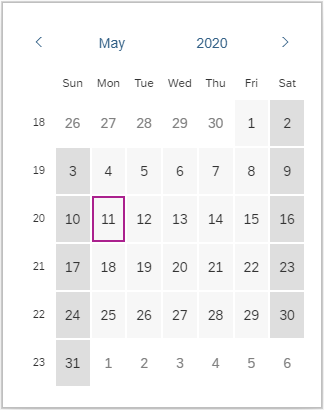 May 2020
Sun Mon Tue Wed Thu Fri Sat
18 26 27 28 29 30 1 2
19 3 4 5 6 7 8 9
20 10 11 12 13 14 15 16
21 17 18 19 20 21 22 23
22 24 25 26 27 28 29 30
23 31 1 2 3 4 5 6